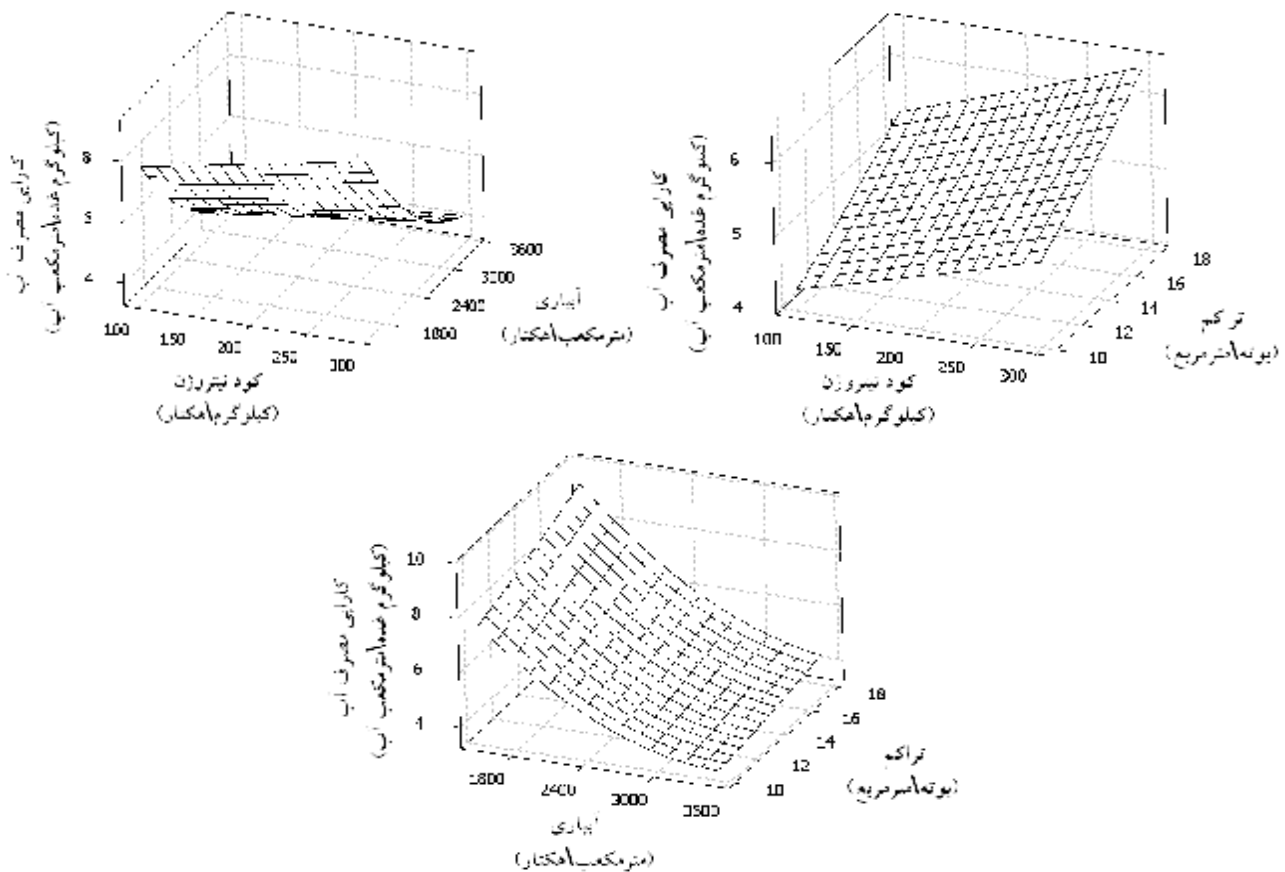 کارایی مصرف آب
(کیلوگرم غده\مترمکعب آب)
8
6
4
100
150
200
250
300
3600
3000
2400
1800
آبیاری
(مترمکعب\هکتار)
کود نیتروژن
(کیلوگرم\هکتار)
کارایی مصرف آب
(کیلوگرم غده\مترمکعب آب)
6
5
4
100
150
200
250
300
18
16
14
12
10
تراکم
(بوته\مترمربع)
کود نیتروژن
(کیلوگرم\هکتار)
کارایی مصرف آب
(کیلوگرم غده\مترمکعب آب)
10
8
6
4
1800
2400
3000
3600
18
16
14
12
10
تراکم
(بوته\مترمربع)
آبیاری
(مترمکعب\هکتار)